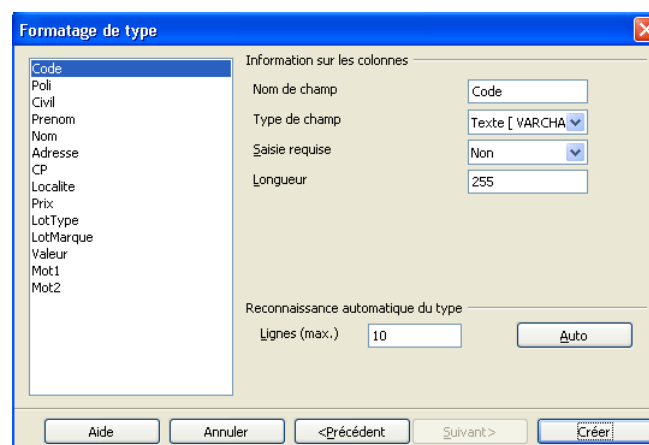 Formatage de type
Code
Poli
Civil
Prenom
Nom
Adresse
CP
Localite
Prix
LotType
LotMarque
Valeur
Mot1
Mot2
Information sur les colonnes
Nom de champ Code
Type de champ Texte [ VARCHA
Saisie requise Non
Longueur 255
Reconnaissance automatique du type
Lignes (max.) 10 Auto
Aide Annuler <Précédent Suivant> Créer